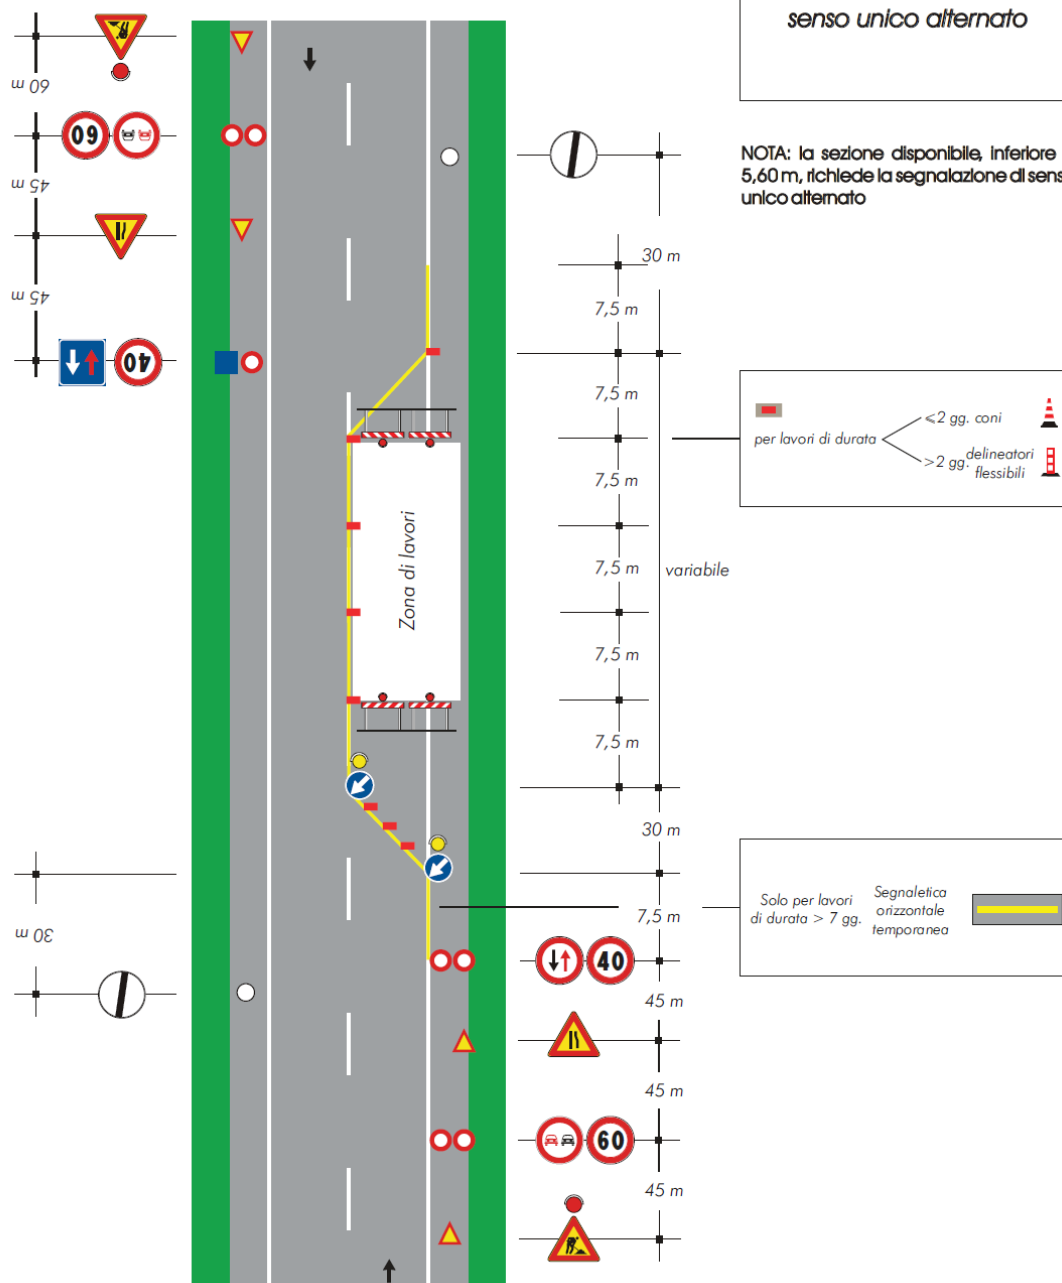 senso unico alternato
NOTA: la sezione disponibile, inferiore
5,60 m, richiede la segnalazione di sens
unico alternato
60 m
60
45 m
45 m
40
30 m
7,5 m
7,5 m
7,5 m
7,5 m
7,5 m
7,5 m
variabile
Zona di lavori
per lavori di durata
<2 gg. coni
>2 gg. delineatori
flessibili
30 m
7,5 m
Solo per lavori
di durata > 7 gg.
Segnaletica
orizzontale
temporanea
30 m
40
45 m
45 m
60
45 m